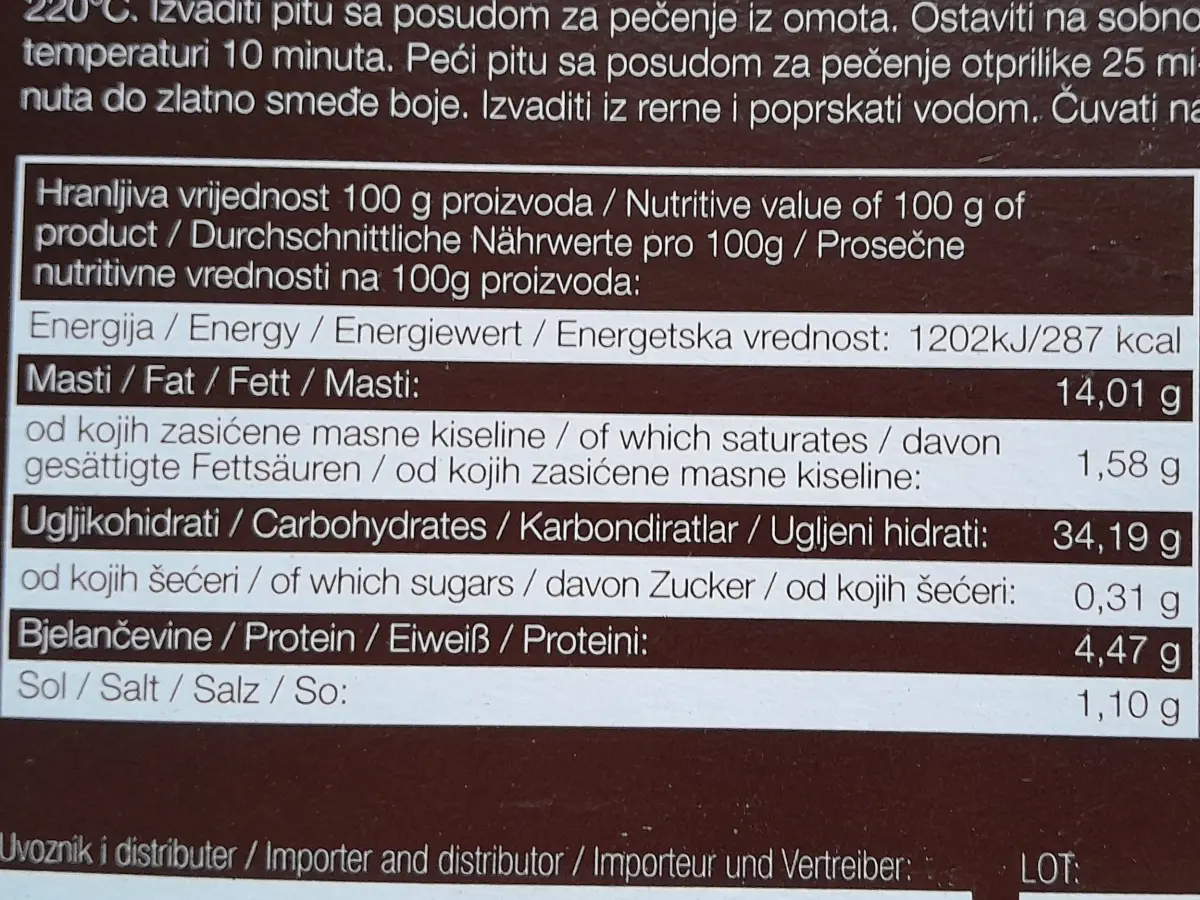 220°C. Izvaditi pitu sa posudom za pečenje iz omota. Ostaviti na
temperaturi 10 minuta. Peći pitu sa posudom za pečenje otprilike 25 mi-
nuta do zlatno smeđe boje. Izvaditi iz rerne i poprskati vodom. Čuvati
Hranljiva vrijednost 100 g proizvoda / Nutritive value of 100 g of
product / Durchschnittliche Nährwerte pro 100g / Prosečne
nutritivne vrednosti na 100g proizvoda:
Energija / Energy / Energiewert / Energetska vrednost: 1202kJ/287 kcal
Masti / Fat / Fett / Masti: 14,01 g
od kojih zasićene masne kiseline / of which saturates / davon
gesättigte Fettsäuren / od kojih zasićene masne kiseline: 1,58 g
Ugljikohidrati / Carbohydrates / Karbondiratlar / Ugljeni hidrati: 34,19 g
od kojih šećeri / of which sugars / davon Zucker / od kojih šećeri: 0,31 g
Bjelančevine / Protein / Eiweiß / Proteini: 4,47 g
Sol / Salt / Salz / So: 1,10 g
Uvoznik i distributer / Importer and distributor / Importeur und Vertreiber: LOT: